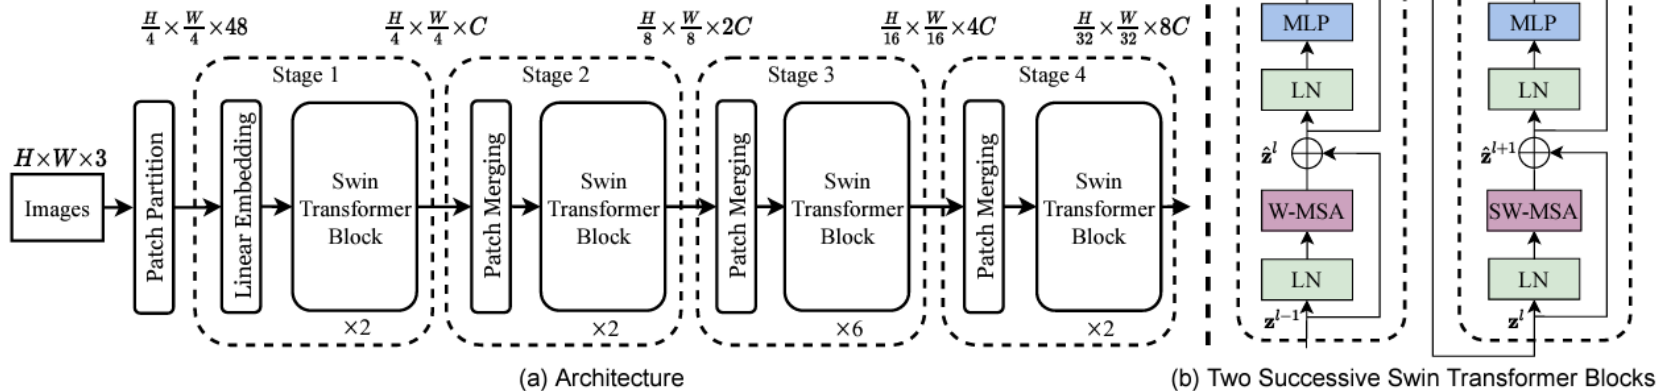 H/4 × W/4 × 48
H/4 × W/4 × C
H/8 × W/8 × 2C
H/16 × W/16 × 4C
H/32 × W/32 × 8C
Stage 1
Stage 2
Stage 3
Stage 4
H×W×3
Images
Patch Partition
Linear Embedding
Swin
Transformer
Block
×2
Patch Merging
Swin
Transformer
Block
×2
Patch Merging
Swin
Transformer
Block
×6
Patch Merging
Swin
Transformer
Block
×2
(a) Architecture
MLP
LN
ẑ^l
W-MSA
LN
z^{l-1}
MLP
LN
ẑ^{l+1}
SW-MSA
LN
z^l
(b) Two Successive Swin Transformer Blocks